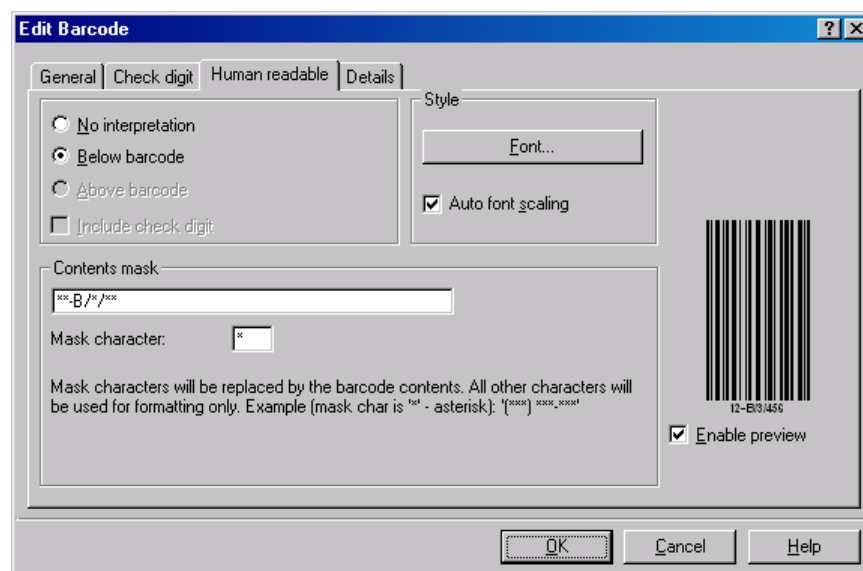 Edit Barcode
General
Check digit
Human readable
Details
No interpretation
Below barcode
Above barcode
Include check digit
Style
Font...
Auto font scaling
Contents mask
**-B/*/**
Mask character:
*
Mask characters will be replaced by the barcode contents. All other characters will
be used for formatting only. Example (mask char is '*' - asterisk): '(***) ***-***'
12-B/3/456
Enable preview
OK
Cancel
Help